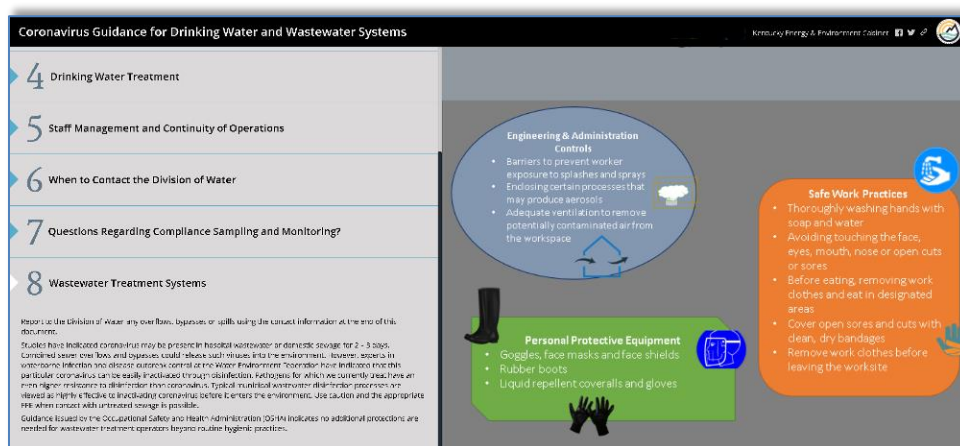 Coronavirus Guidance for Drinking Water and Wastewater Systems
Kentucky Energy & Environment Cabinet
4 Drinking Water Treatment
5 Staff Management and Continuity of Operations
6 When to Contact the Division of Water
7 Questions Regarding Compliance Sampling and Monitoring?
8 Wastewater Treatment Systems
Report to the Division of Water any overflows, bypasses or spills using the contact information at the end of this
document.
Studies have indicated coronavirus may be present in hospital wastewater or domestic sewage for 2 - 3 days.
Combined sewer overflows and bypasses could release such viruses into the environment. However, experts in
waterborne infection and disease outbreak control at the Water Environment Federation have indicated that this
particular coronavirus can be easily inactivated through disinfection. Pathogens for which we currently treat have an
even higher resistance to disinfection than coronavirus. Typical municipal wastewater disinfection processes are
viewed as highly effective to inactivating coronavirus before it enters the environment. Use caution and the appropriate
PPE when contact with untreated sewage is possible.
Guidance issued by the Occupational Safety and Health Administration (OSHA) indicates no additional protections are
needed for wastewater treatment operators beyond routine hygienic practices.
Engineering & Administration
Controls
• Barriers to prevent worker
exposure to splashes and sprays
• Enclosing certain processes that
may produce aerosols
• Adequate ventilation to remove
potentially contaminated air from
the workspace
Personal Protective Equipment
• Goggles, face masks and face shields
• Rubber boots
• Liquid repellent coveralls and gloves
Safe Work Practices
• Thoroughly washing hands with
soap and water
• Avoiding touching the face,
eyes, mouth, nose or open cuts
or sores
• Before eating, removing work
clothes and eat in designated
areas
• Cover open sores and cuts with
clean, dry bandages
• Remove work clothes before
leaving the worksite